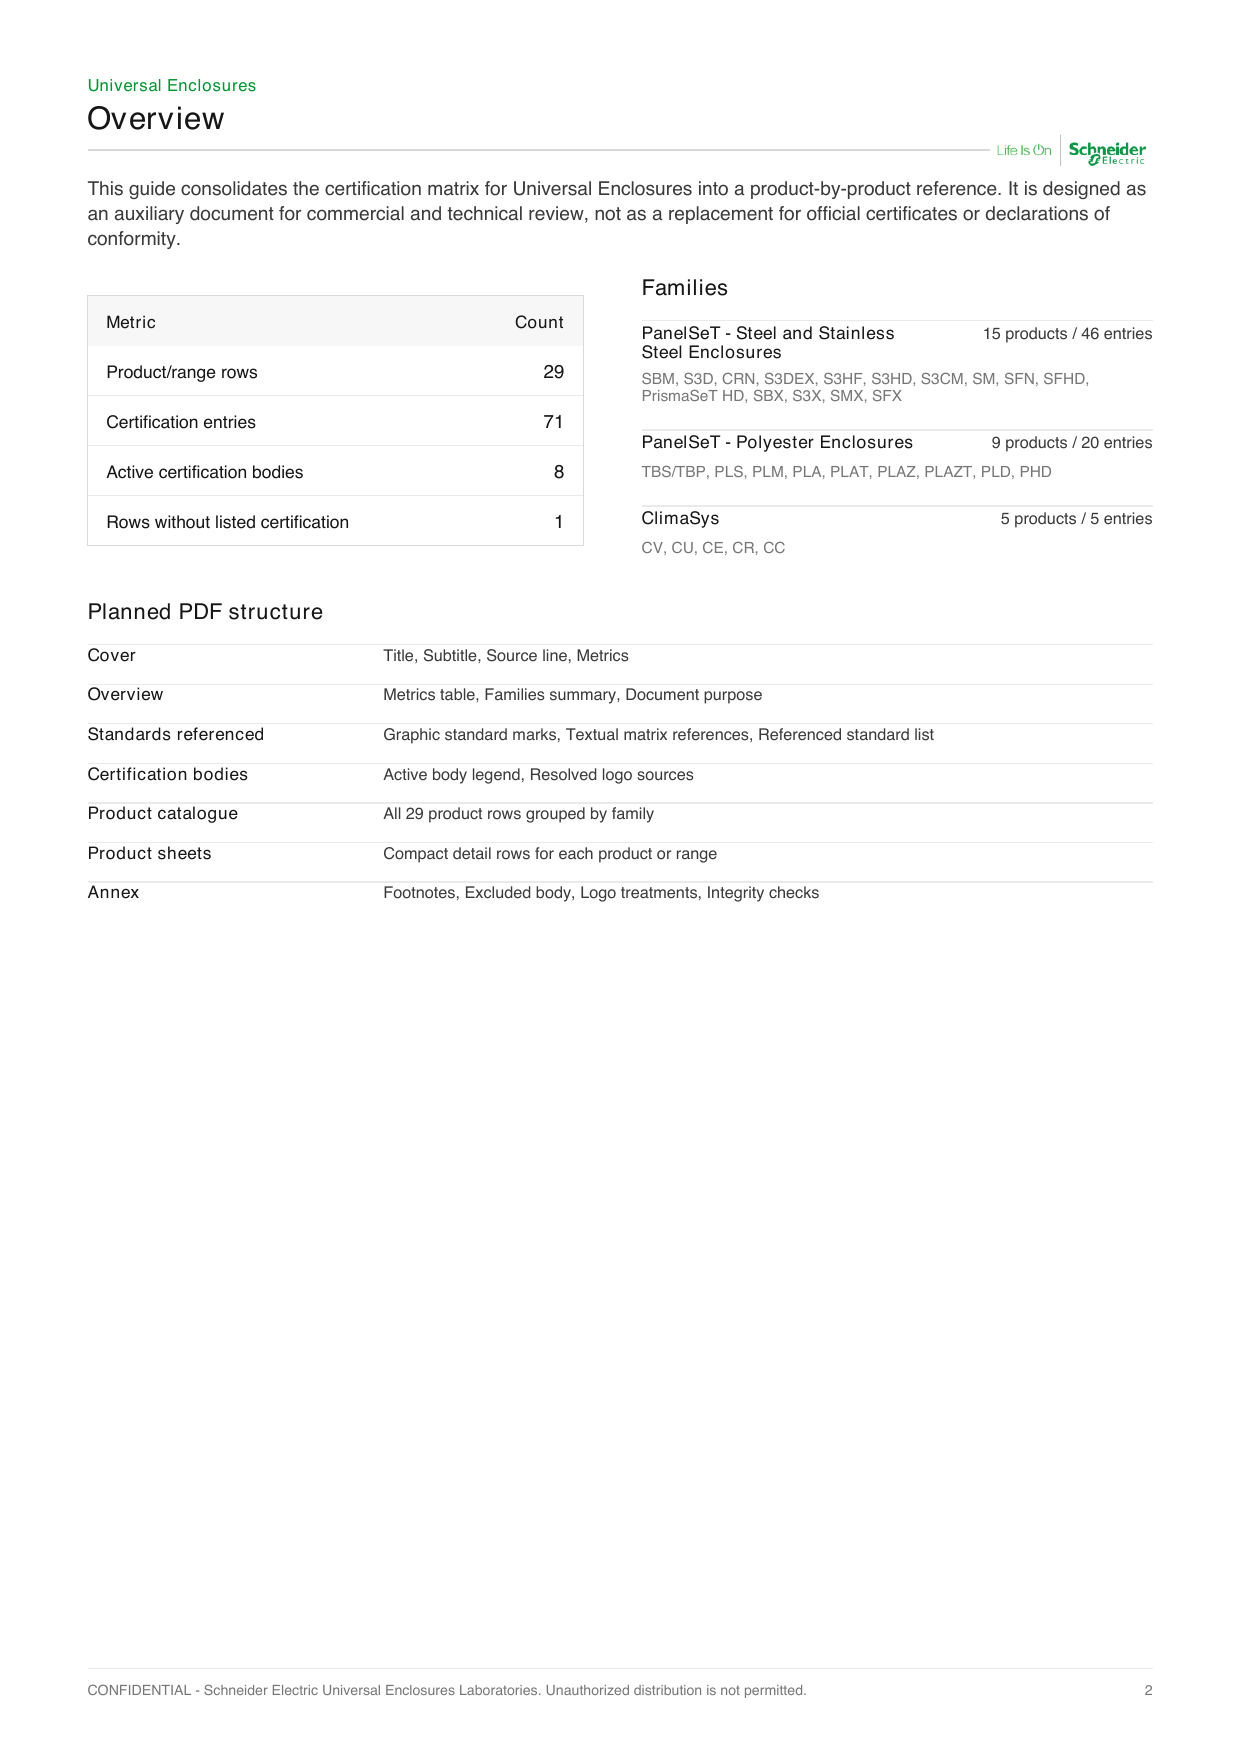 Universal Enclosures
Overview
Life Is On
Schneider
Electric
This guide consolidates the certification matrix for Universal Enclosures into a product-by-product reference. It is designed as
an auxiliary document for commercial and technical review, not as a replacement for official certificates or declarations of
conformity.
Metric Count
Product/range rows 29
Certification entries 71
Active certification bodies 8
Rows without listed certification 1
Families
PanelSeT - Steel and Stainless
Steel Enclosures
15 products / 46 entries
SBM, S3D, CRN, S3DEX, S3HF, S3HD, S3CM, SM, SFN, SFHD,
PrismaSeT HD, SBX, S3X, SMX, SFX
PanelSeT - Polyester Enclosures 9 products / 20 entries
TBS/TBP, PLS, PLM, PLA, PLAT, PLAZ, PLAZT, PLD, PHD
ClimaSys 5 products / 5 entries
CV, CU, CE, CR, CC
Planned PDF structure
Cover Title, Subtitle, Source line, Metrics
Overview Metrics table, Families summary, Document purpose
Standards referenced Graphic standard marks, Textual matrix references, Referenced standard list
Certification bodies Active body legend, Resolved logo sources
Product catalogue All 29 product rows grouped by family
Product sheets Compact detail rows for each product or range
Annex Footnotes, Excluded body, Logo treatments, Integrity checks
CONFIDENTIAL - Schneider Electric Universal Enclosures Laboratories. Unauthorized distribution is not permitted. 2